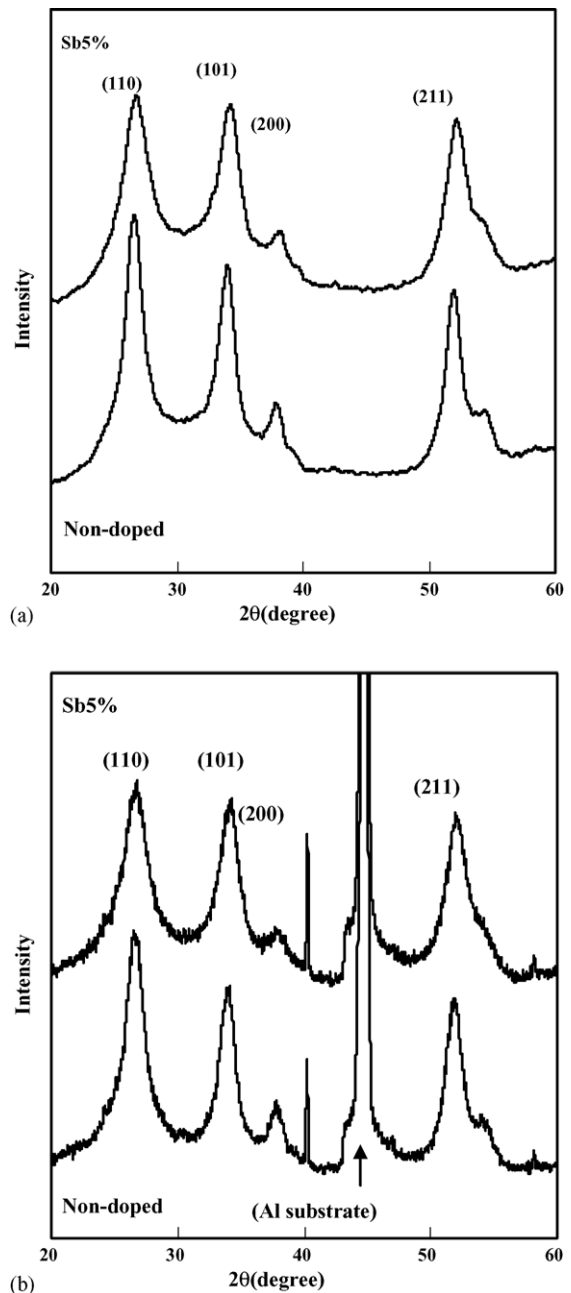 Sb5%
(110)
(101)
(200)
(211)
Intensity
Non-doped
20
30
40
50
60
2θ(degree)
(a)
Sb5%
(110)
(101)
(200)
(211)
Intensity
Non-doped
(Al substrate)
20
30
40
50
60
2θ(degree)
(b)